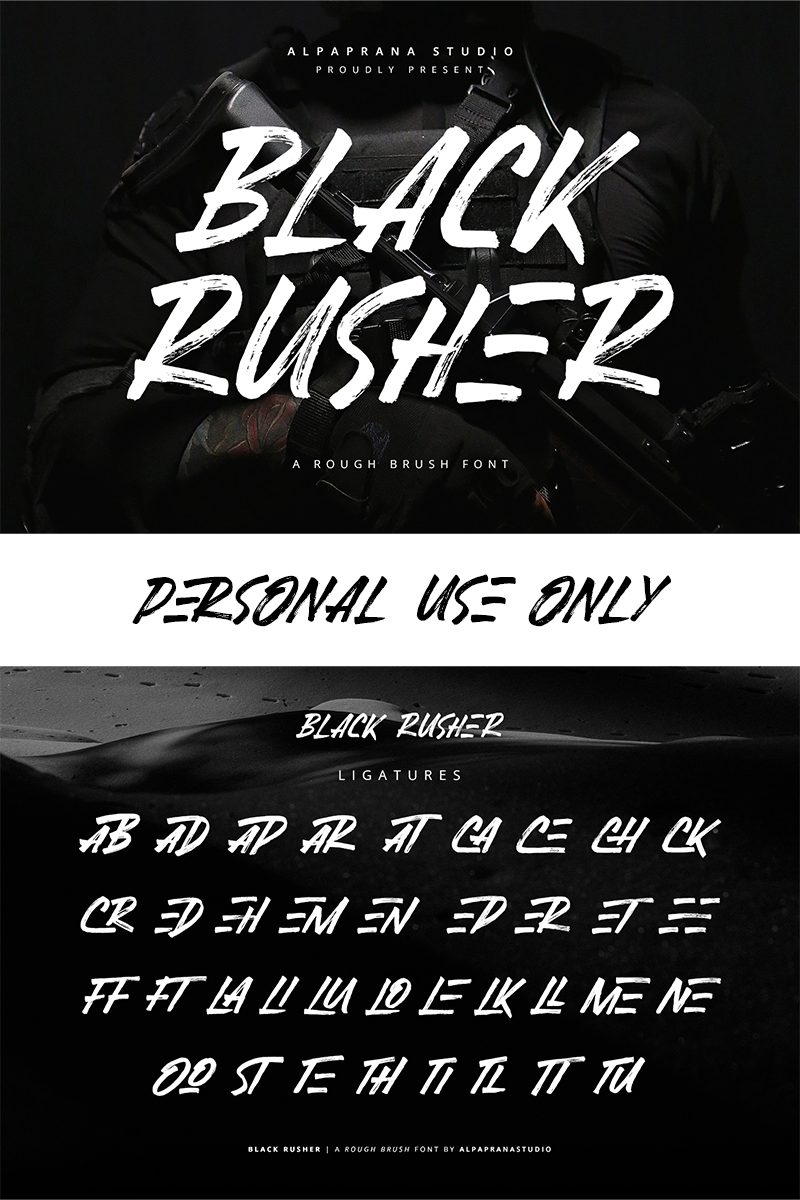 ALPAPRANA STUDIO
PROUDLY PRESENT
BLACK
RUSHER
A ROUGH BRUSH FONT
PERSONAL USE ONLY
BLACK RUSHER
LIGATURES
AB AD AP AR AT CA CE CH CK
CR ED EH EM EN EP ER ET EE
FF FT LA LI LU LO LE LK LL ME NE
OO ST TE TH TI TL TT TU
BLACK RUSHER | A ROUGH BRUSH FONT BY ALPAPRANASTUDIO